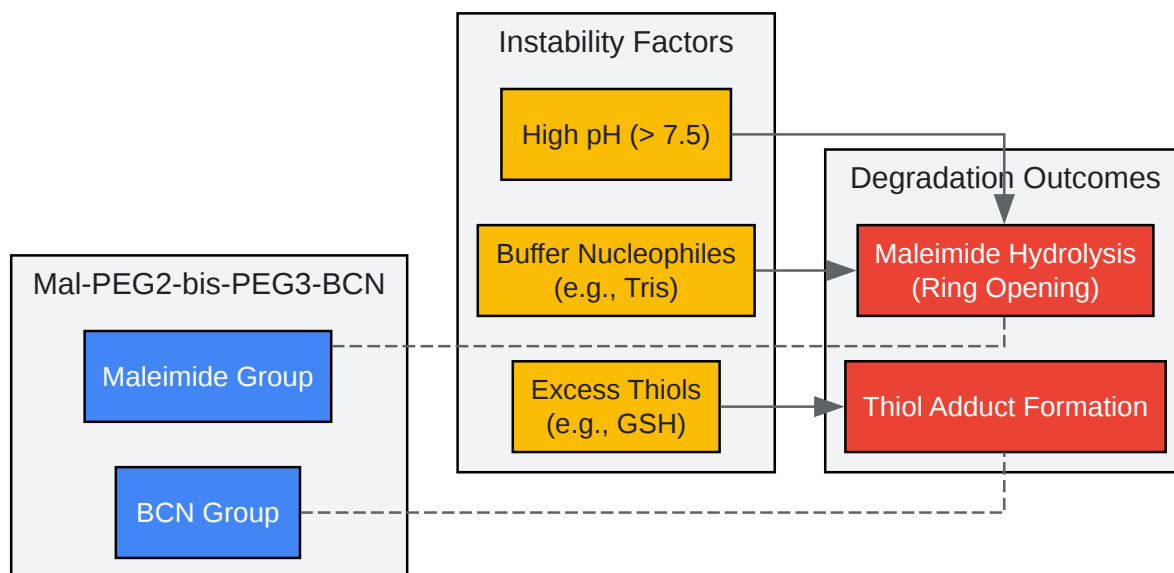 Instability Factors
High pH (> 7.5)
Buffer Nucleophiles
(e.g., Tris)
Excess Thiols
(e.g., GSH)
Degradation Outcomes
Maleimide Hydrolysis
(Ring Opening)
Thiol Adduct Formation
Mal-PEG2-bis-PEG3-BCN
Maleimide Group
BCN Group